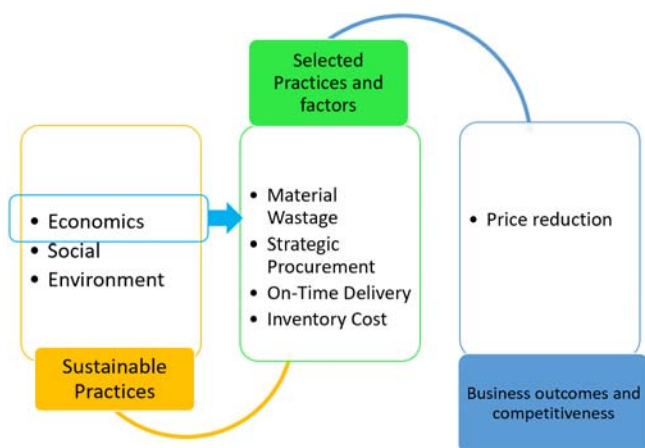 Selected
Practices and
factors
• Economics
• Social
• Environment
• Material
Wastage
• Strategic
Procurement
• On-Time Delivery
• Inventory Cost
• Price reduction
Sustainable
Practices
Business outcomes and
competitiveness